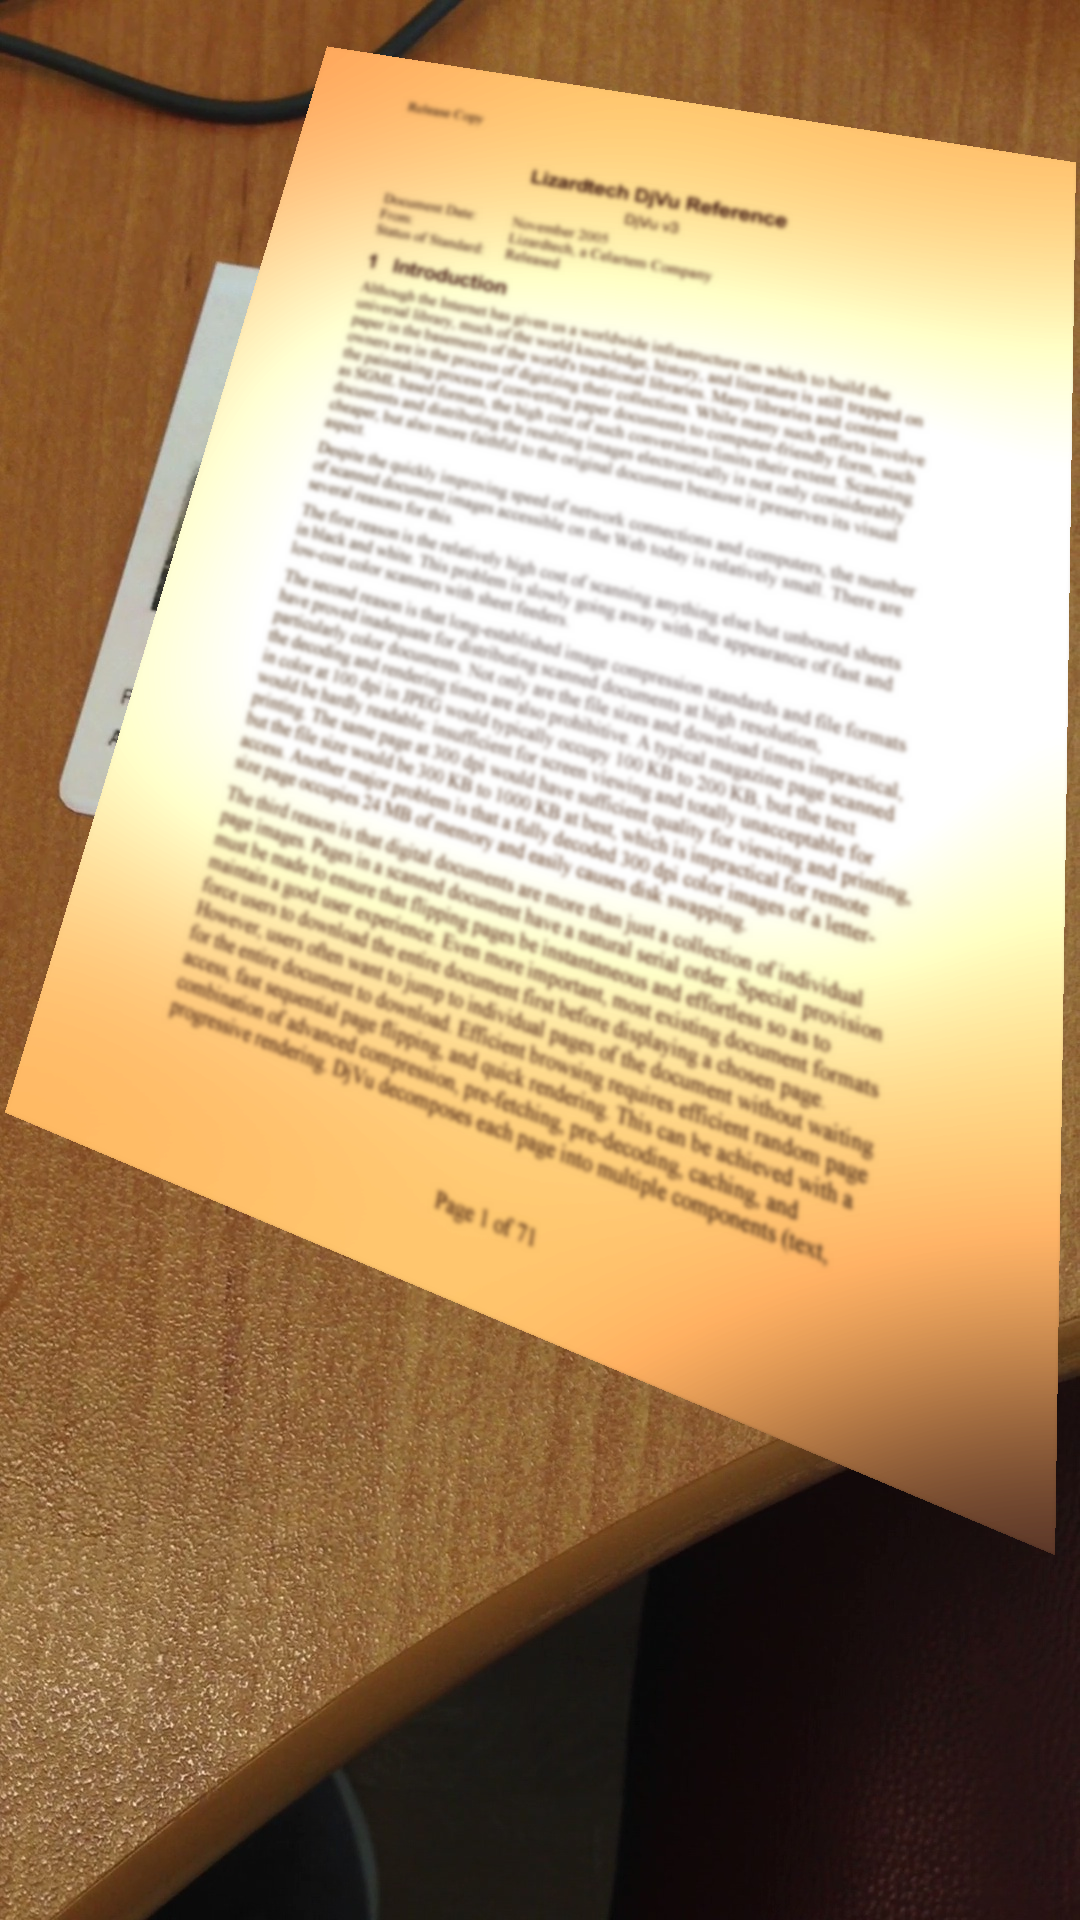 Release Copy
Lizardtech DjVu Reference
DjVu v3
Document Date: November 2005
From: Lizardtech, a Celartem Company
Status of Standard: Released
1 Introduction
Although the Internet has given us a worldwide infrastructure on which to build the
universal library, much of the world knowledge, history, and literature is still trapped on
paper in the basements of the world's traditional libraries. Many libraries and content
owners are in the process of digitizing their collections. While many such efforts involve
the painstaking process of converting paper documents to computer-friendly form, such
as SGML based formats, the high cost of such conversions limits their extent. Scanning
documents and distributing the resulting images electronically is not only considerably
cheaper, but also more faithful to the original document because it preserves its visual
aspect.
Despite the quickly improving speed of network connections and computers, the number
of scanned document images accessible on the Web today is relatively small. There are
several reasons for this.
The first reason is the relatively high cost of scanning anything else but unbound sheets
in black and white. This problem is slowly going away with the appearance of fast and
low-cost color scanners with sheet feeders.
The second reason is that long-established image compression standards and file formats
have proved inadequate for distributing scanned documents at high resolution,
particularly color documents. Not only are the file sizes and download times impractical,
the decoding and rendering times are also prohibitive. A typical magazine page scanned
in color at 100 dpi in JPEG would typically occupy 100 KB to 200 KB, but the text
would be hardly readable: insufficient for screen viewing and totally unacceptable for
printing. The same page at 300 dpi would have sufficient quality for viewing and printing,
but the file size would be 300 KB to 1000 KB at best, which is impractical for remote
access. Another major problem is that a fully decoded 300 dpi color images of a letter-
size page occupies 24 MB of memory and easily causes disk swapping.
The third reason is that digital documents are more than just a collection of individual
page images. Pages in a scanned document have a natural serial order. Special provision
must be made to ensure that flipping pages be instantaneous and effortless so as to
maintain a good user experience. Even more important, most existing document formats
force users to download the entire document first before displaying a chosen page.
However, users often want to jump to individual pages of the document without waiting
for the entire document to download. Efficient browsing requires efficient random page
access, fast sequential page flipping, and quick rendering. This can be achieved with a
combination of advanced compression, pre-fetching, pre-decoding, caching, and
progressive rendering. DjVu decomposes each page into multiple components (text,
Page 1 of 71